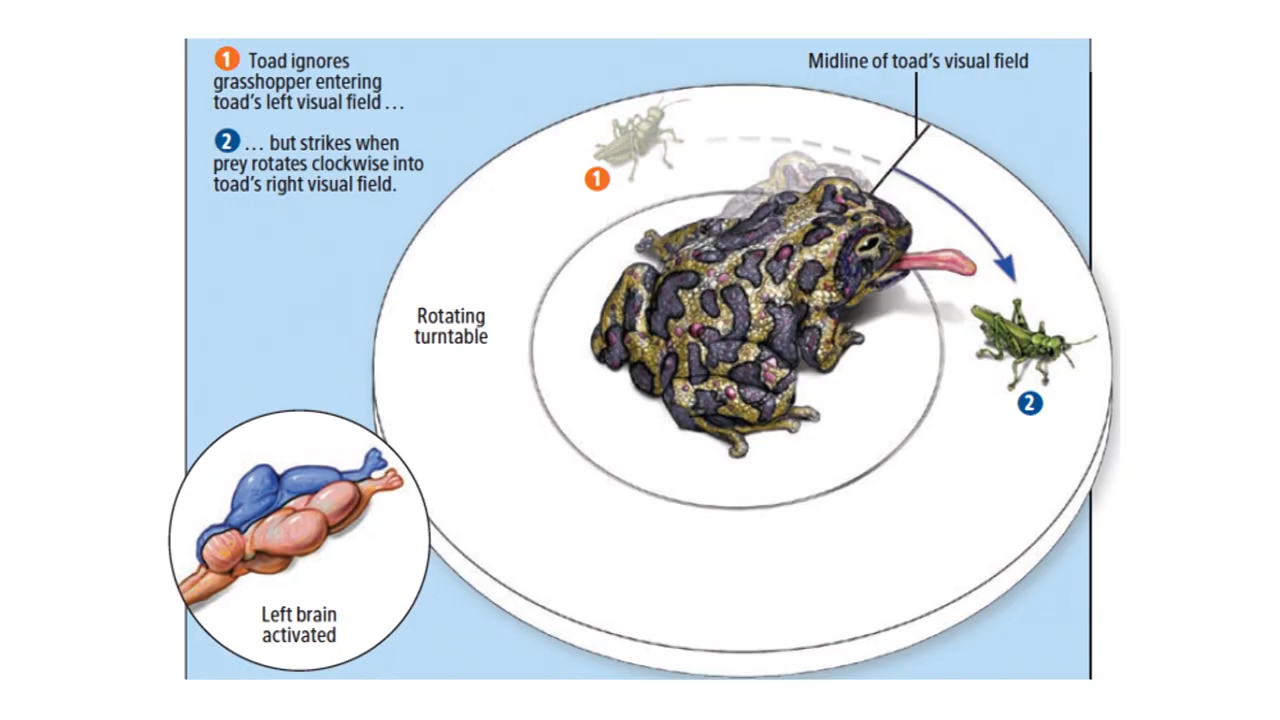 1 Toad ignores
grasshopper entering
toad's left visual field ...
2 ... but strikes when
prey rotates clockwise into
toad's right visual field.
Midline of toad's visual field
1
Rotating
turntable
2
Left brain
activated